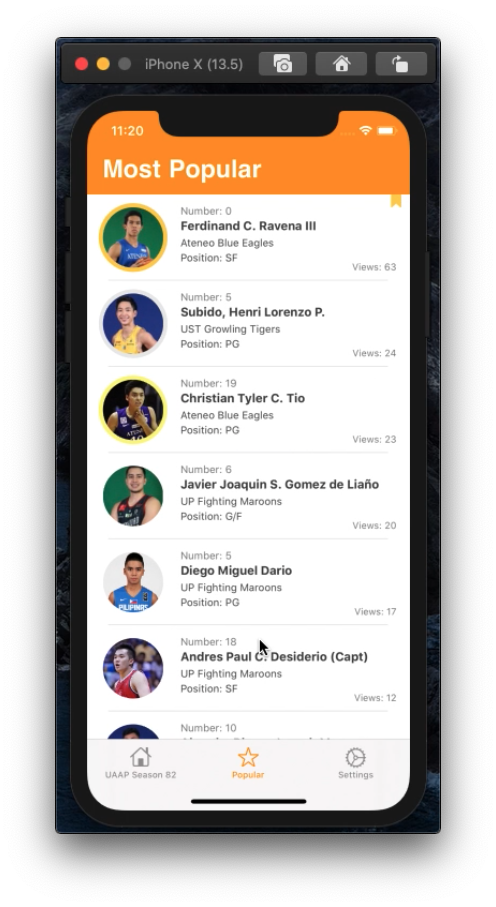 iPhone X (13.5)
11:20
Most Popular
Number: 0
Ferdinand C. Ravena III
Ateneo Blue Eagles
Position: SF
Views: 63
Number: 5
Subido, Henri Lorenzo P.
UST Growling Tigers
Position: PG
Views: 24
Number: 19
Christian Tyler C. Tio
Ateneo Blue Eagles
Position: PG
Views: 23
Number: 6
Javier Joaquin S. Gomez de Liaño
UP Fighting Maroons
Position: G/F
Views: 20
Number: 5
Diego Miguel Dario
UP Fighting Maroons
Position: PG
PILIPINAS
Views: 17
Number: 18
Andres Paul C. Desiderio (Capt)
UP Fighting Maroons
Position: SF
Views: 12
Number: 10
UAAP Season 82
Popular
Settings